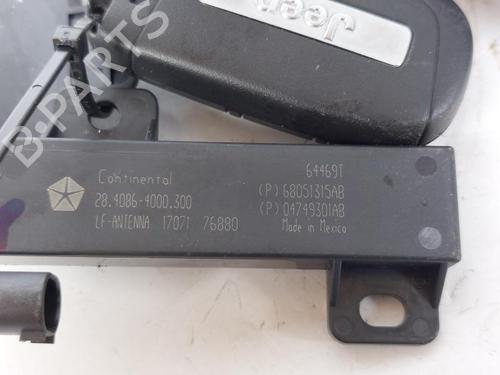 Jeep
B-PARTS
Continental
28.4086-4000.300
LF-ANTENNA 17071 76880
64469T
(P) 68051315AB
(P) 04749301AB
Made in Mexico